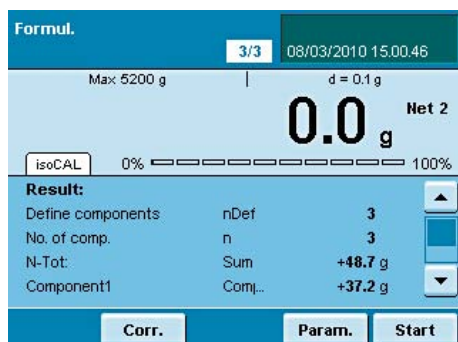 Formul.
3/3 08/03/2010 15.00.46
Max 5200 g d = 0.1 g
0.0 g Net 2
isoCAL 0% 100%
Result:
Define components nDef 3
No. of comp. n 3
N-Tot: Sum +48.7 g
Component1 Comp... +37.2 g
Corr. Param. Start